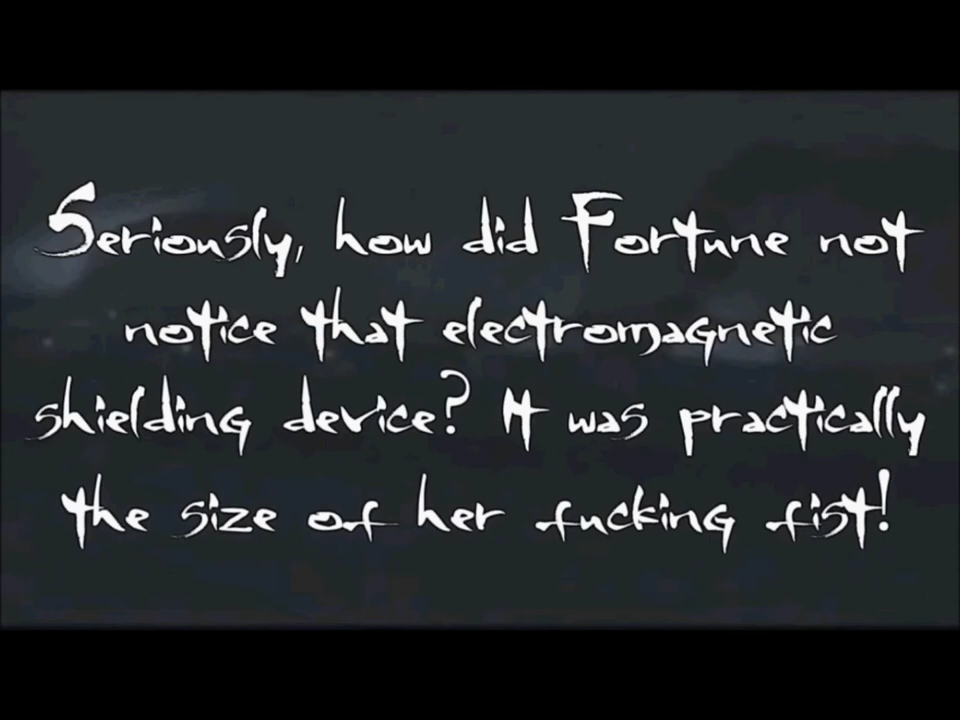 Seriously, how did Fortune not
notice that electromagnetic
shielding device? It was practically
the size of her fucking fist!